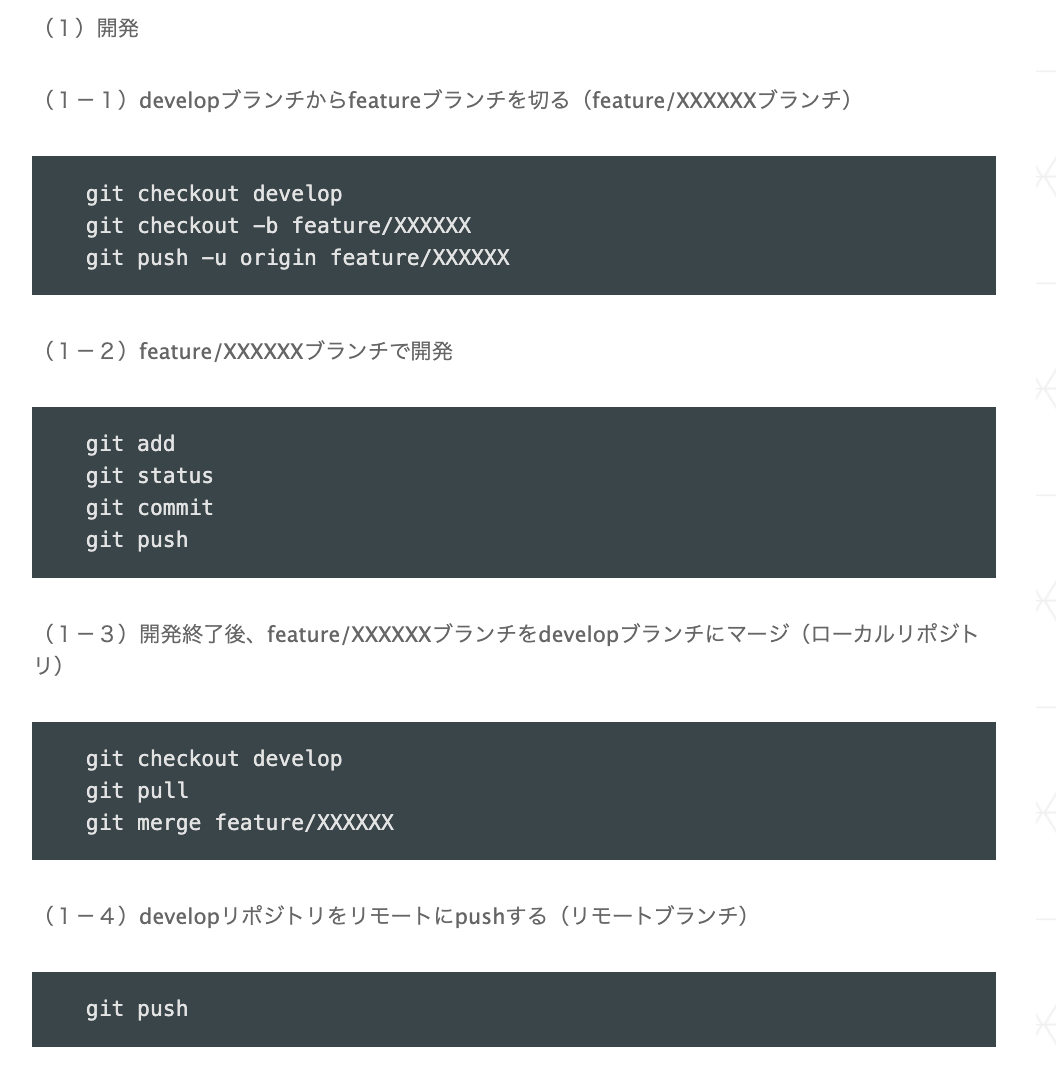 （１）開発
（１－１）developブランチからfeatureブランチを切る（feature/XXXXXXブランチ）
git checkout develop
git checkout -b feature/XXXXXX
git push -u origin feature/XXXXXX
（１－２）feature/XXXXXXブランチで開発
git add
git status
git commit
git push
（１－３）開発終了後、feature/XXXXXXブランチをdevelopブランチにマージ（ローカルリポジト
リ）
git checkout develop
git pull
git merge feature/XXXXXX
（１－４）developリポジトリをリモートにpushする（リモートブランチ）
git push